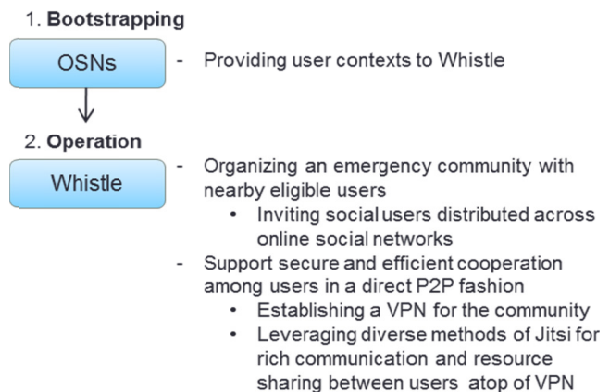 1. Bootstrapping
OSNs
- Providing user contexts to Whistle
2. Operation
Whistle
- Organizing an emergency community with
nearby eligible users
• Inviting social users distributed across
online social networks
- Support secure and efficient cooperation
among users in a direct P2P fashion
• Establishing a VPN for the community
• Leveraging diverse methods of Jitsi for
rich communication and resource
sharing between users atop of VPN